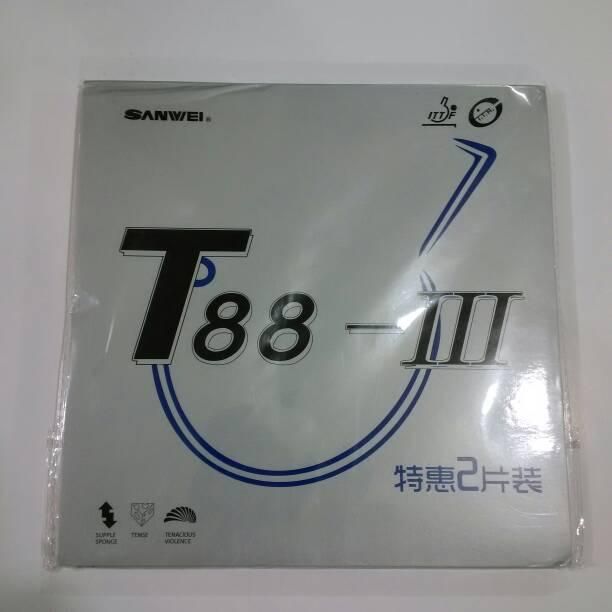 SANWEI®
ITTF
T88-III
特惠2片装
SUPPLE
SPONGE
TENSE
TENACIOUS
VIOLENCE